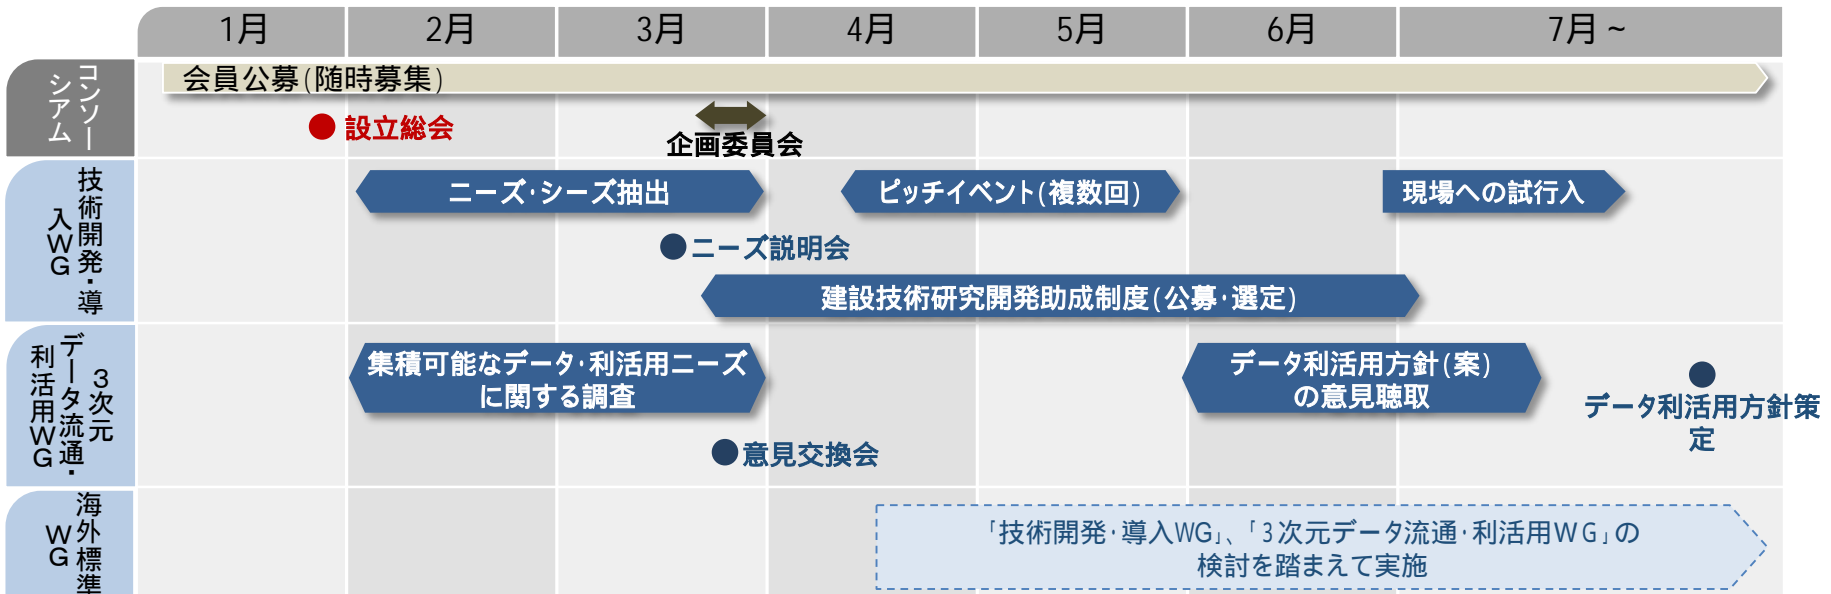 1月
2月
3月
4月
5月
6月
7月～
コンソー
シアム
会員公募(随時募集)
設立総会
企画委員会
技術開発・導
入WG
ニーズ・シーズ抽出
ピッチイベント(複数回)
現場への試行入
ニーズ説明会
建設技術研究開発助成制度(公募・選定)
３次元
データ流通・
利活用WG
集積可能なデータ・利活用ニーズ
に関する調査
データ利活用方針(案)
の意見聴取
データ利活用方針策
定
意見交換会
海外標準
WG
「技術開発・導入WG」、「3次元データ流通・利活用WG」の
検討を踏まえて実施